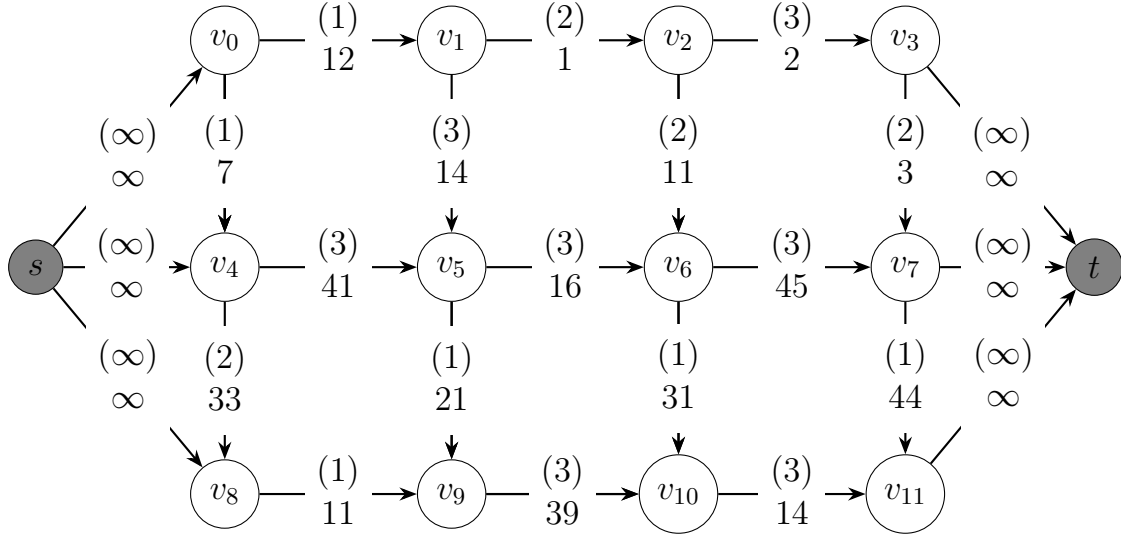 (1) (2) (3)
v0 v1 v2 v3
12 1 2
(∞) (1) (3) (2) (2) (∞)
∞ 7 14 11 3 ∞
(∞) (3) (3) (3) (∞)
s v4 v5 v6 v7 t
∞ 41 16 45 ∞
(∞) (2) (1) (1) (1) (∞)
∞ 33 21 31 44 ∞
(1) (3) (3)
v8 v9 v10 v11
11 39 14